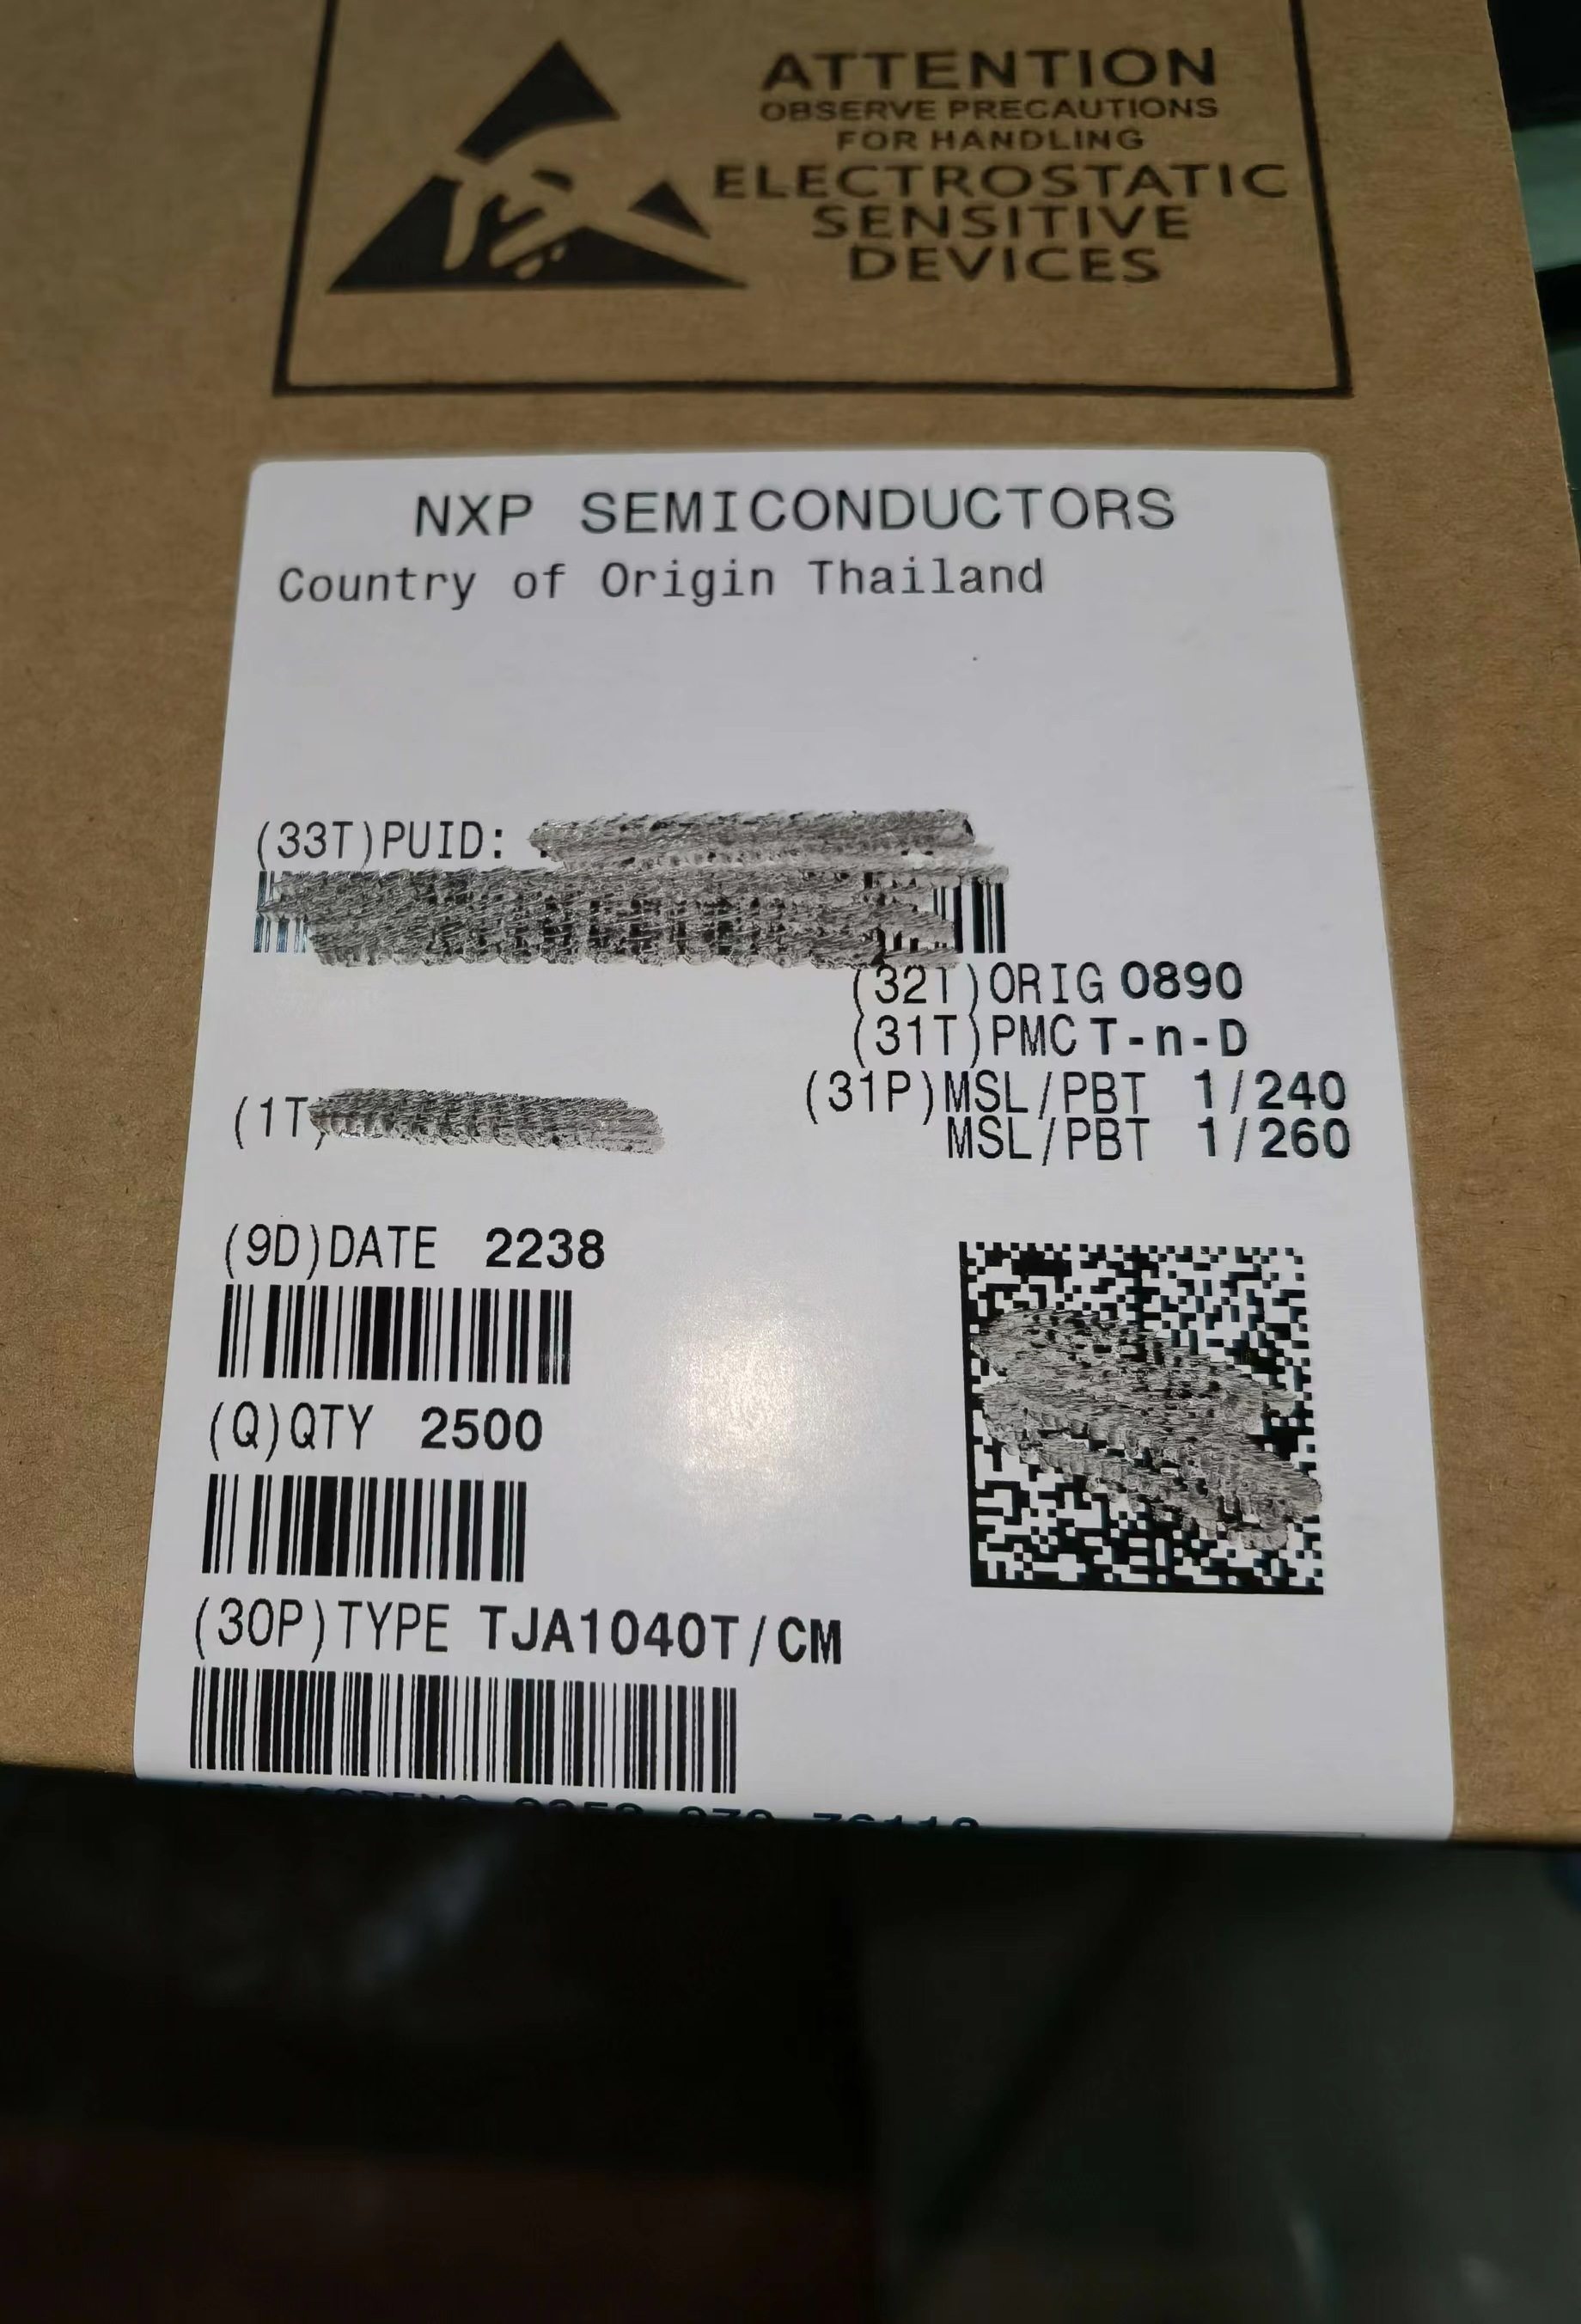 ATTENTION
OBSERVE PRECAUTIONS
FOR HANDLING
ELECTROSTATIC
SENSITIVE
DEVICES
NXP SEMICONDUCTORS
Country of Origin Thailand
(33T)PUID:
(32T)ORIG 0890
(31T)PMC T-n-D
(31P)MSL/PBT 1/240
MSL/PBT 1/260
(1T)
(9D)DATE 2238
(Q)QTY 2500
(30P)TYPE TJA1040T/CM